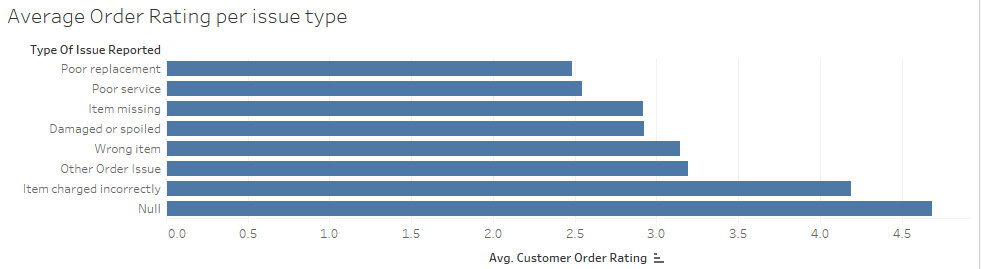 Average Order Rating per issue type
Type Of Issue Reported
Poor replacement
Poor service
Item missing
Damaged or spoiled
Wrong item
Other Order Issue
Item charged incorrectly
Null
0.0 0.5 1.0 1.5 2.0 2.5 3.0 3.5 4.0 4.5
Avg. Customer Order Rating